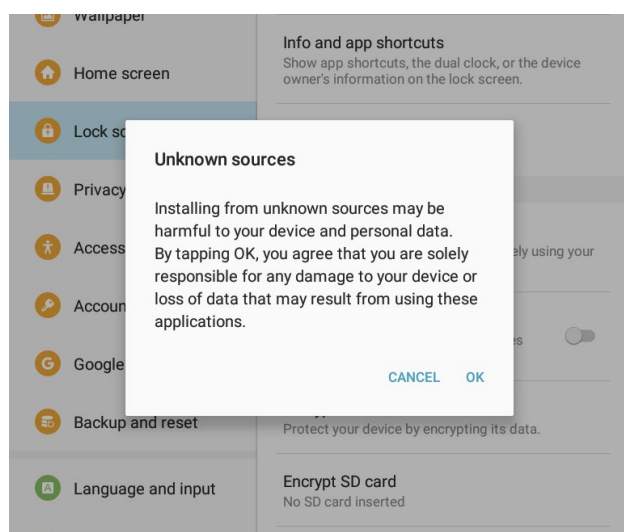 Wallpaper
Home screen
Lock sc
Privacy
Access
Accoun
Google
Backup and reset
Language and input
Info and app shortcuts
Show app shortcuts, the dual clock, or the device
owner's information on the lock screen.
Unknown sources
Installing from unknown sources may be
harmful to your device and personal data.
By tapping OK, you agree that you are solely
responsible for any damage to your device or
loss of data that may result from using these
applications.
CANCEL OK
ely using your
es
Protect your device by encrypting its data.
Encrypt SD card
No SD card inserted